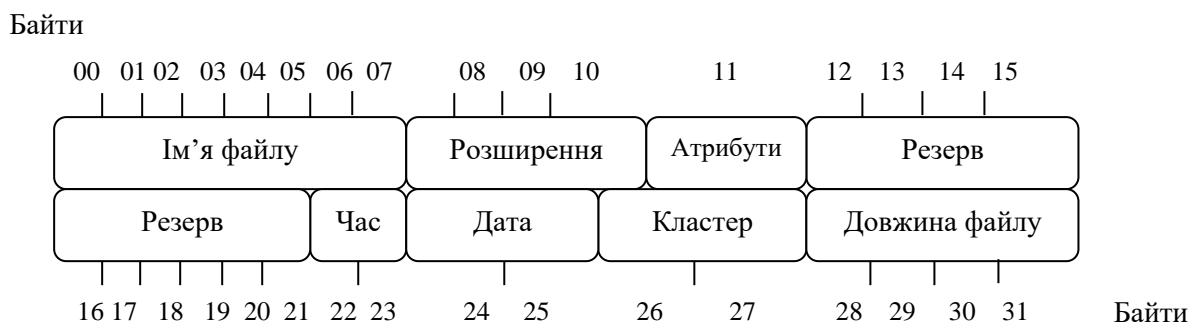 Байти
00 01 02 03 04 05 06 07 08 09 10 11 12 13 14 15
Ім’я файлу Розширення Атрибути Резерв
Резерв Час Дата Кластер Довжина файлу
16 17 18 19 20 21 22 23 24 25 26 27 28 29 30 31 Байти